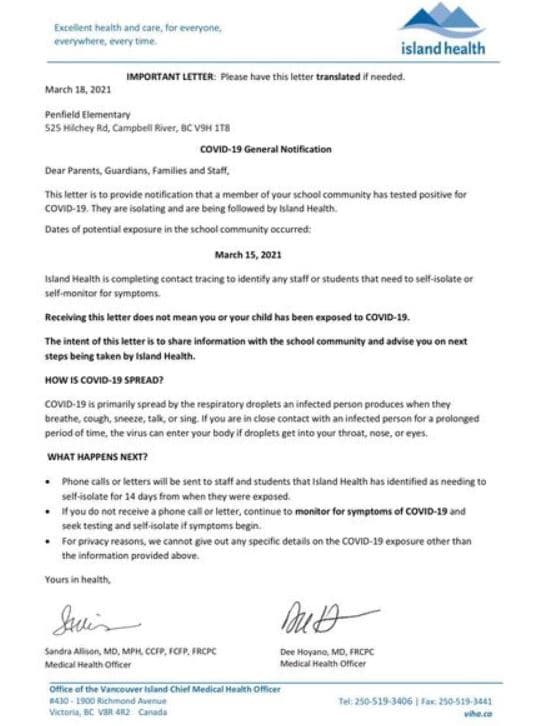 Excellent health and care, for everyone,
everywhere, every time.
island health
IMPORTANT LETTER: Please have this letter translated if needed.
March 18, 2021
Penfield Elementary
525 Hilchey Rd, Campbell River, BC V9H 1T8
COVID-19 General Notification
Dear Parents, Guardians, Families and Staff,
This letter is to provide notification that a member of your school community has tested positive for
COVID-19. They are isolating and are being followed by Island Health.
Dates of potential exposure in the school community occurred:
March 15, 2021
Island Health is completing contact tracing to identify any staff or students that need to self-isolate or
self-monitor for symptoms.
Receiving this letter does not mean you or your child has been exposed to COVID-19.
The intent of this letter is to share information with the school community and advise you on next
steps being taken by Island Health.
HOW IS COVID-19 SPREAD?
COVID-19 is primarily spread by the respiratory droplets an infected person produces when they
breathe, cough, sneeze, talk, or sing. If you are in close contact with an infected person for a prolonged
period of time, the virus can enter your body if droplets get into your throat, nose, or eyes.
WHAT HAPPENS NEXT?
• Phone calls or letters will be sent to staff and students that Island Health has identified as needing to
self-isolate for 14 days from when they were exposed.
• If you do not receive a phone call or letter, continue to monitor for symptoms of COVID-19 and
seek testing and self-isolate if symptoms begin.
• For privacy reasons, we cannot give out any specific details on the COVID-19 exposure other than
the information provided above.
Yours in health,
Sandra Allison, MD, MPH, CCFP, FCFP, FRCPC
Medical Health Officer
Dee Hoyano, MD, FRCPC
Medical Health Officer
Office of the Vancouver Island Chief Medical Health Officer
#430 - 1900 Richmond Avenue
Victoria, BC V8R 4R2 Canada
Tel: 250-519-3406 | Fax: 250-519-3441
viha.ca